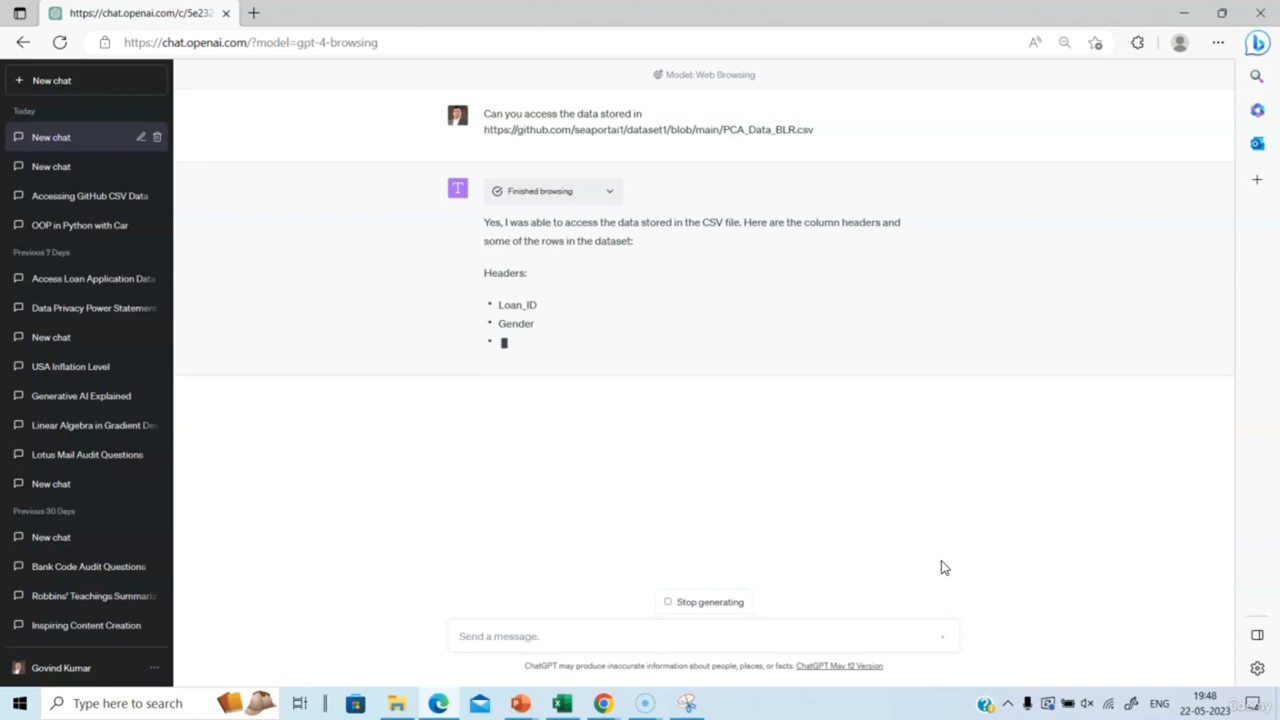 https://chat.openai.com/c/5e232
https://chat.openai.com/?model=gpt-4-browsing
New chat
Today
New chat
New chat
Accessing GitHub CSV Data
OOP in Python with Car
Previous 7 Days
Access Loan Application Data
Data Privacy Power Statement
New chat
USA Inflation Level
Generative AI Explained
Linear Algebra in Gradient De
Lotus Mail Audit Questions
New chat
Previous 30 Days
New chat
Bank Code Audit Questions
Robbins' Teachings Summariz
Inspiring Content Creation
Govind Kumar
Model: Web Browsing
Can you access the data stored in
https://github.com/seaportai1/dataset1/blob/main/PCA_Data_BLR.csv
T
Finished browsing
Yes, I was able to access the data stored in the CSV file. Here are the column headers and
some of the rows in the dataset:
Headers:
• Loan_ID
• Gender
•
Stop generating
Send a message.
ChatGPT may produce inaccurate information about people, places, or facts. ChatGPT May 12 Version
Type here to search
ENG
19:48
22-05-2023